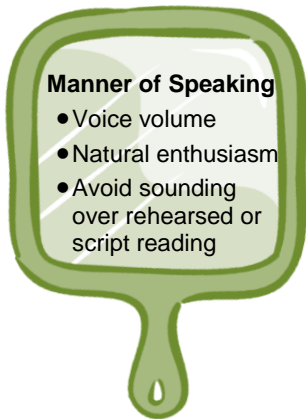 Manner of Speaking
•Voice volume
•Natural enthusiasm
•Avoid sounding
over rehearsed or
script reading